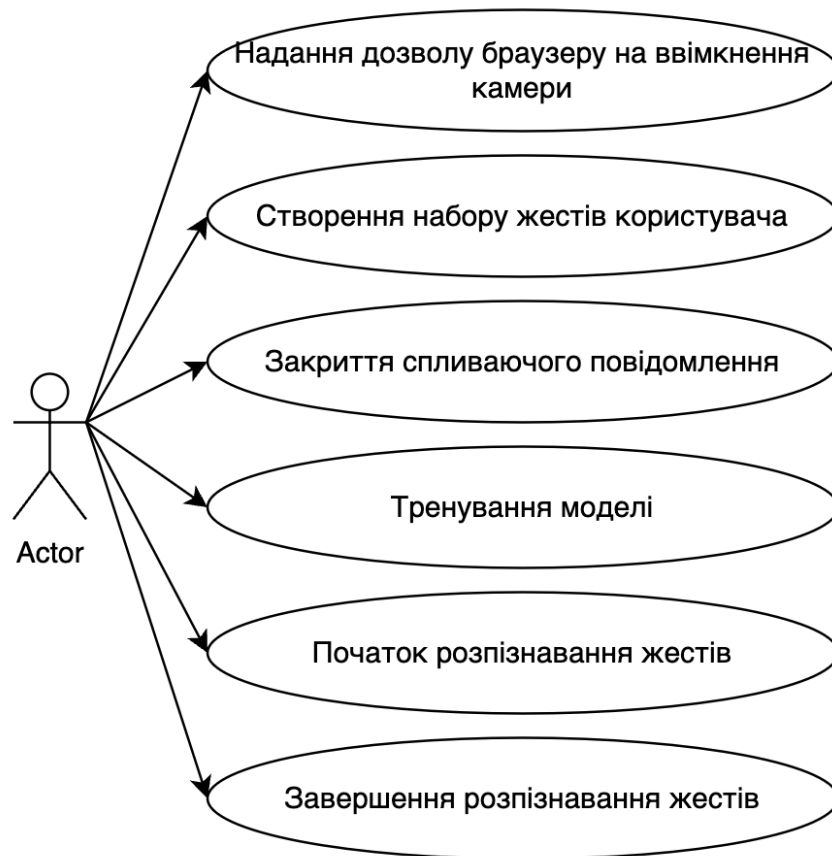 Надання дозволу браузеру на ввімкнення
камери
Створення набору жестів користувача
Закриття спливаючого повідомлення
Тренування моделі
Actor
Початок розпізнавання жестів
Завершення розпізнавання жестів